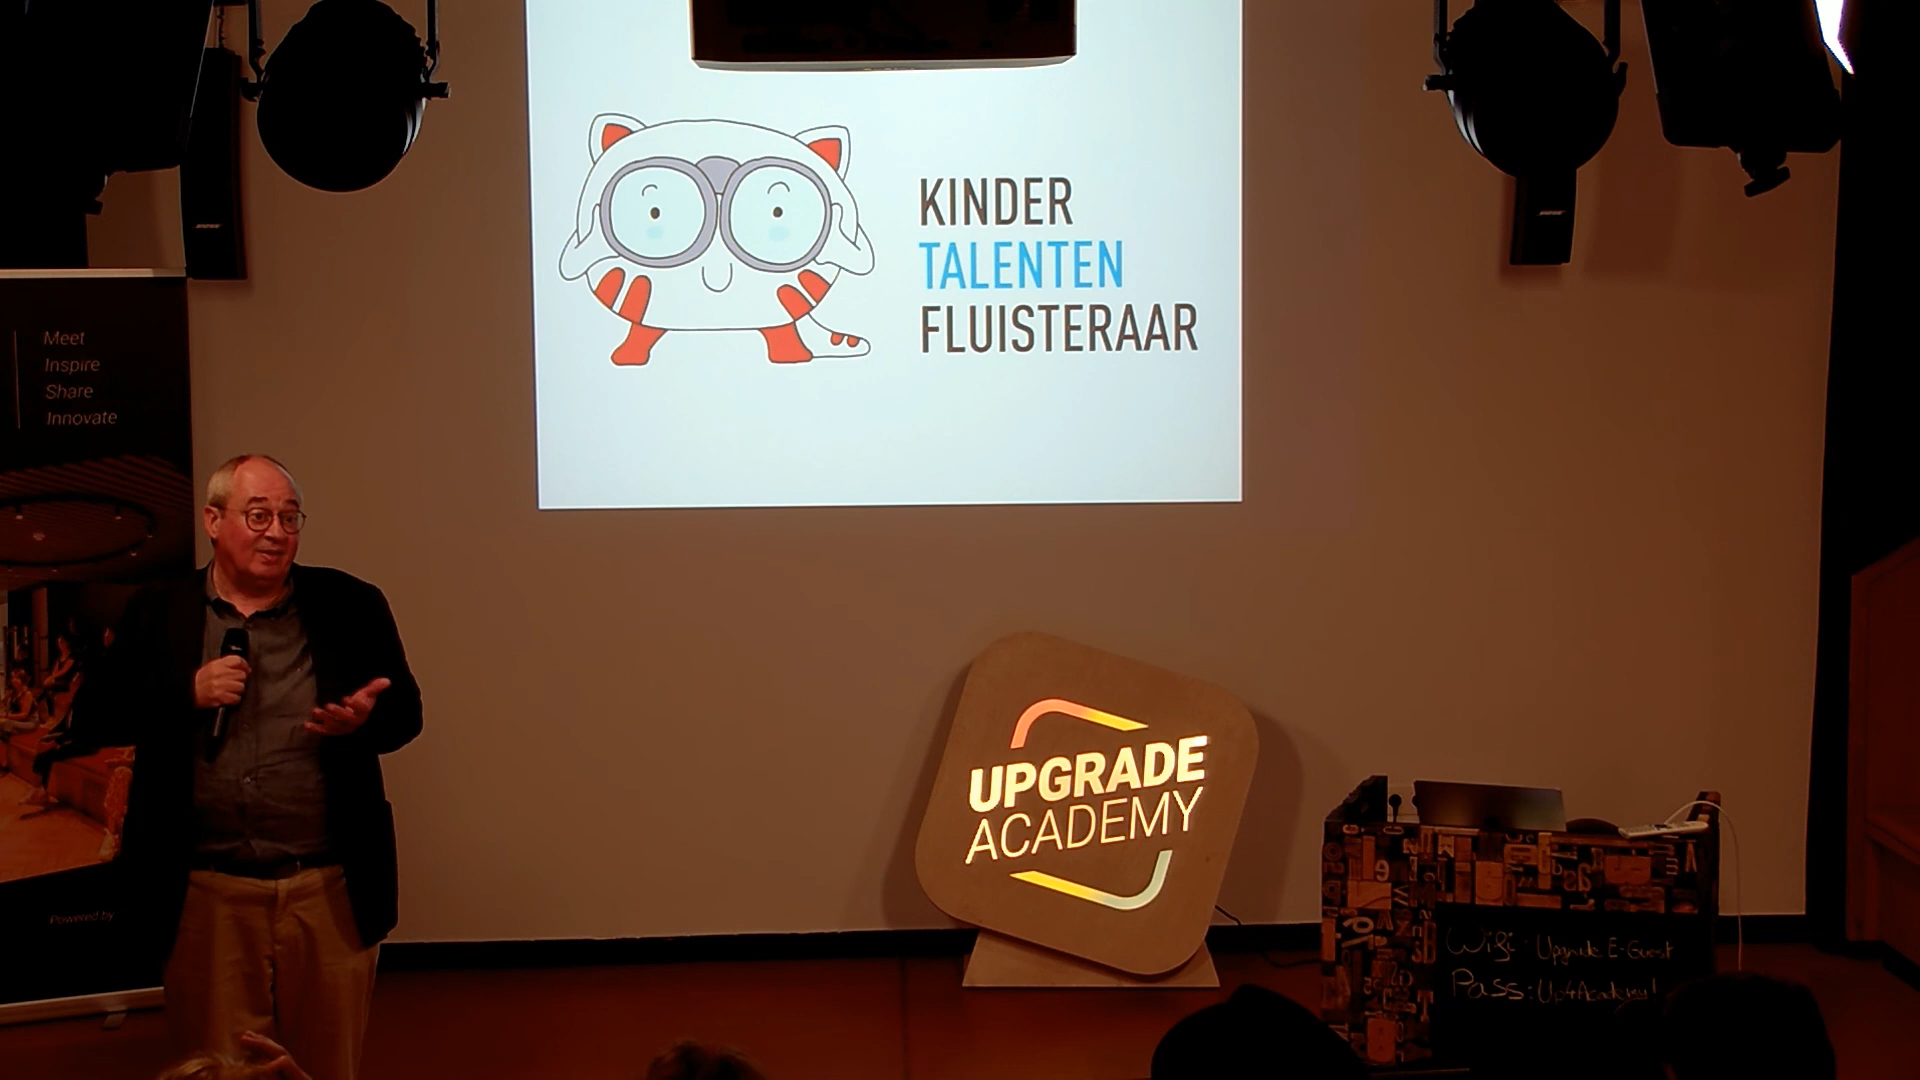 KINDER
TALENTEN
FLUISTERAAR
Meet
Inspire
Share
Innovate
UPGRADE
ACADEMY
Powered by
Wifi: Upgrade E-Guest
Pass: Up4Academy!